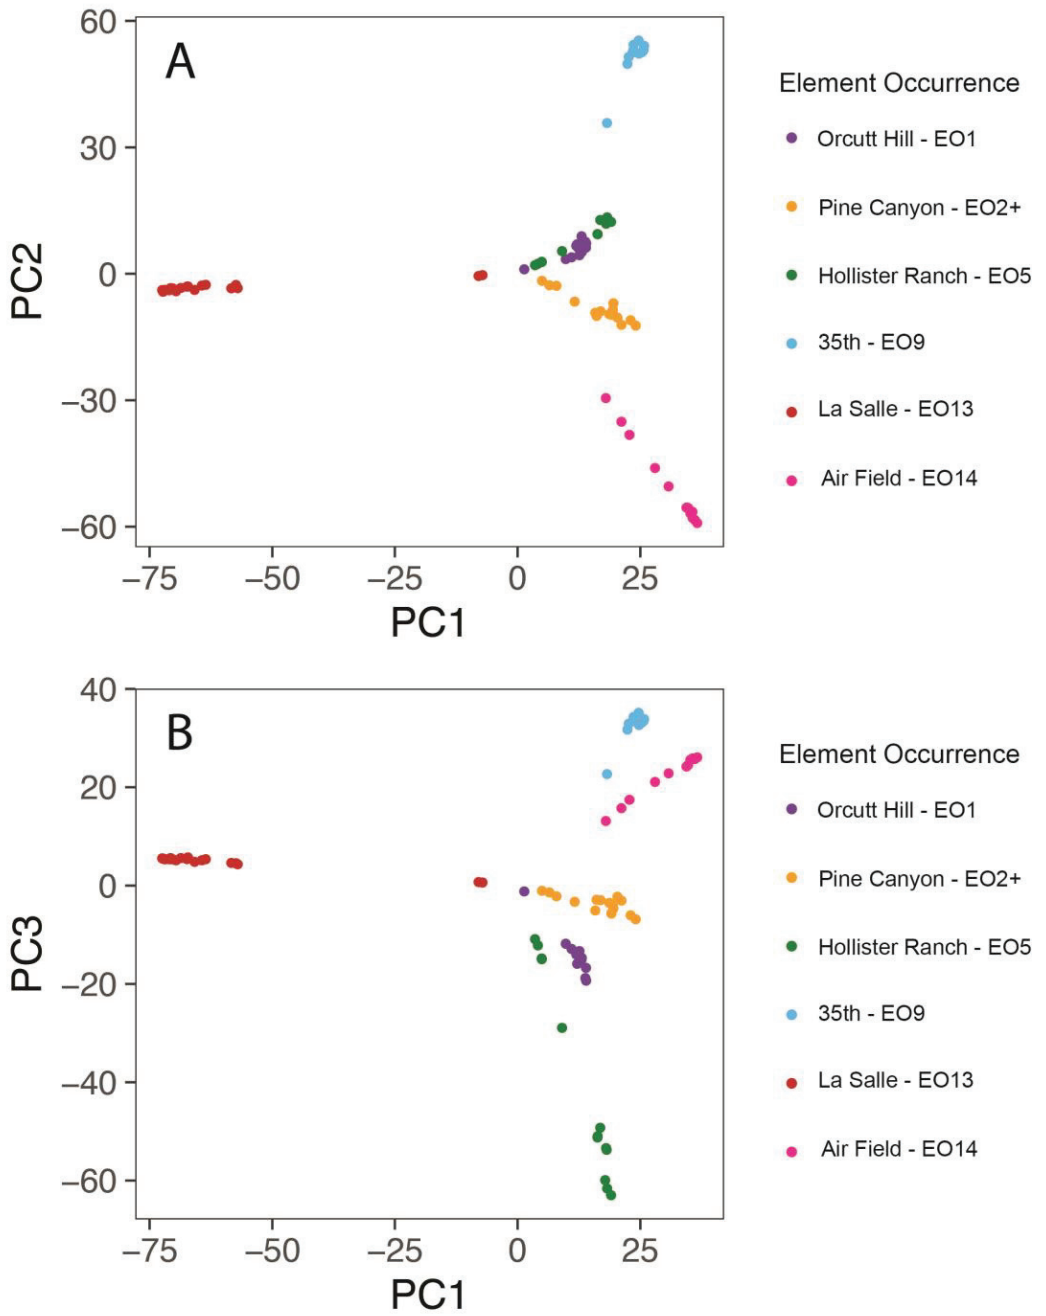 A
60
30
0
−30
−60
PC2
−75
−50
−25
0
25
PC1
Element Occurrence
Orcutt Hill - EO1
Pine Canyon - EO2+
Hollister Ranch - EO5
35th - EO9
La Salle - EO13
Air Field - EO14
B
40
20
0
−20
−40
−60
PC3
−75
−50
−25
0
25
PC1
Element Occurrence
Orcutt Hill - EO1
Pine Canyon - EO2+
Hollister Ranch - EO5
35th - EO9
La Salle - EO13
Air Field - EO14